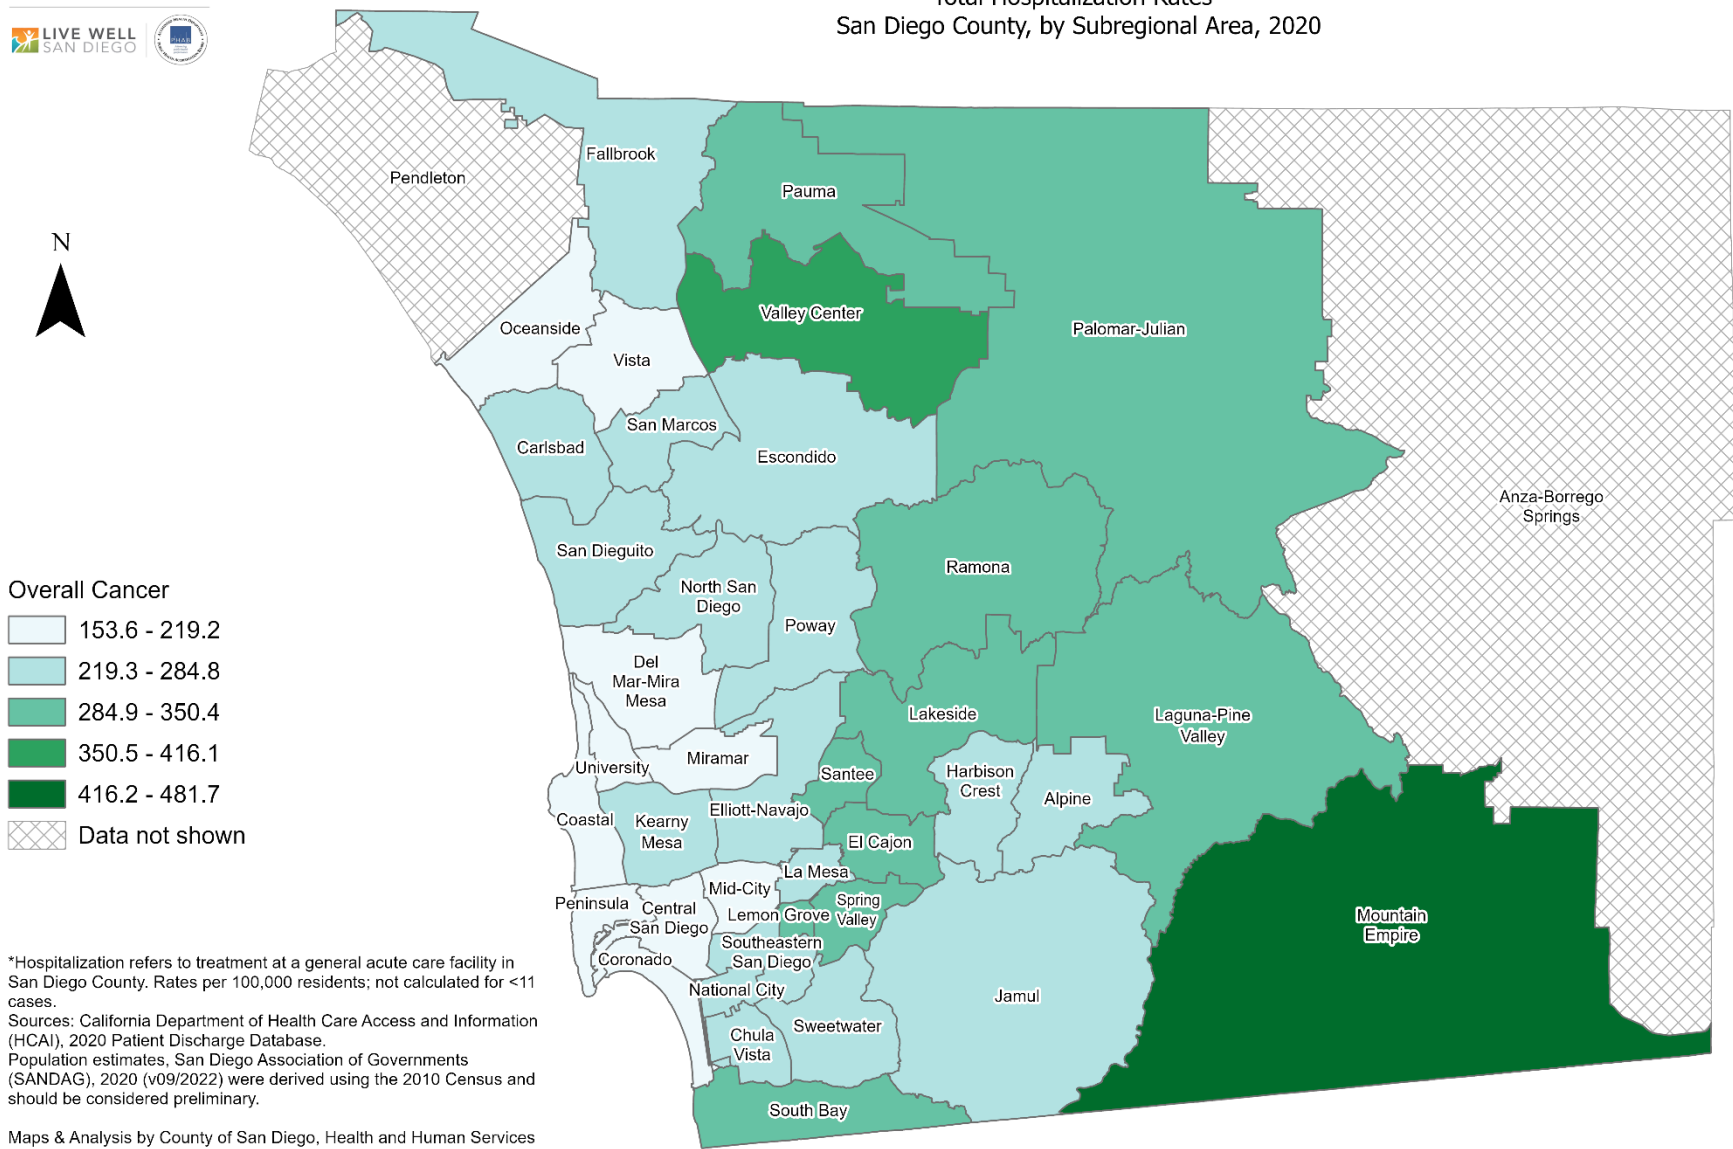 LIVE WELL
SAN DIEGO
PHAB
Total Hospitalization Rates
San Diego County, by Subregional Area, 2020
N
Pendleton
Fallbrook
Pauma
Valley Center
Palomar-Julian
Oceanside
Vista
San Marcos
Carlsbad
Escondido
Anza-Borrego
Springs
San Dieguito
North San
Diego
Ramona
Poway
Del
Mar-Mira
Mesa
Lakeside
Laguna-Pine
Valley
Miramar
University
Santee
Harbison
Crest
Alpine
Coastal
Kearny
Mesa
Elliott-Navajo
El Cajon
La Mesa
Mid-City
Peninsula
Central
San Diego
Lemon Grove
Spring
Valley
Southeastern
San Diego
Coronado
National City
Mountain
Empire
Jamul
Sweetwater
Chula
Vista
South Bay
Overall Cancer
153.6 - 219.2
219.3 - 284.8
284.9 - 350.4
350.5 - 416.1
416.2 - 481.7
Data not shown
*Hospitalization refers to treatment at a general acute care facility in
San Diego County. Rates per 100,000 residents; not calculated for <11
cases.
Sources: California Department of Health Care Access and Information
(HCAI), 2020 Patient Discharge Database.
Population estimates, San Diego Association of Governments
(SANDAG), 2020 (v09/2022) were derived using the 2010 Census and
should be considered preliminary.
Maps & Analysis by County of San Diego, Health and Human Services